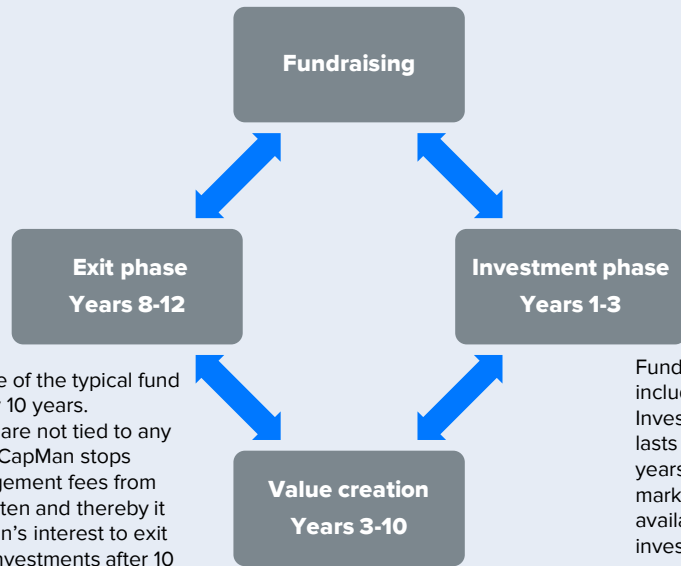 Fundraising
Exit phase
Years 8-12
Investment phase
Years 1-3
e of the typical fund
10 years.
are not tied to any
CapMan stops
gement fees from
ten and thereby it
n's interest to exit
nvestments after 10
Value creation
Years 3-10
Fund
inclu
Inves
lasts
years
mark
availa
inves